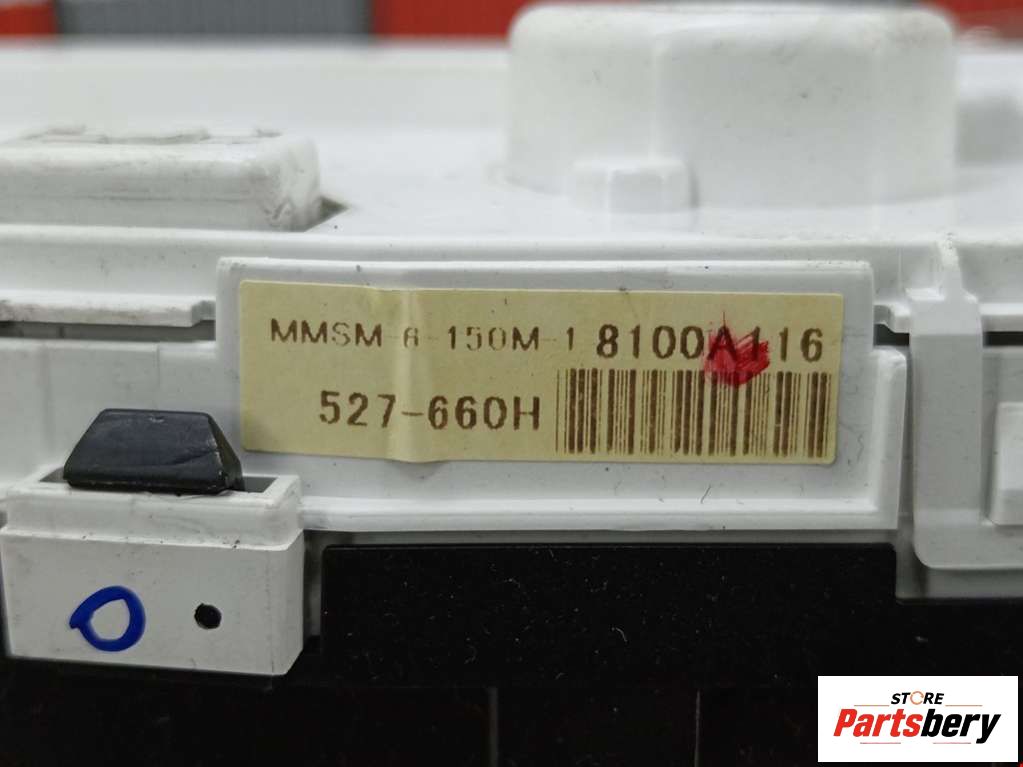 MMSM-6-150M-1 8100A116
527-660H
STORE
Partsbery